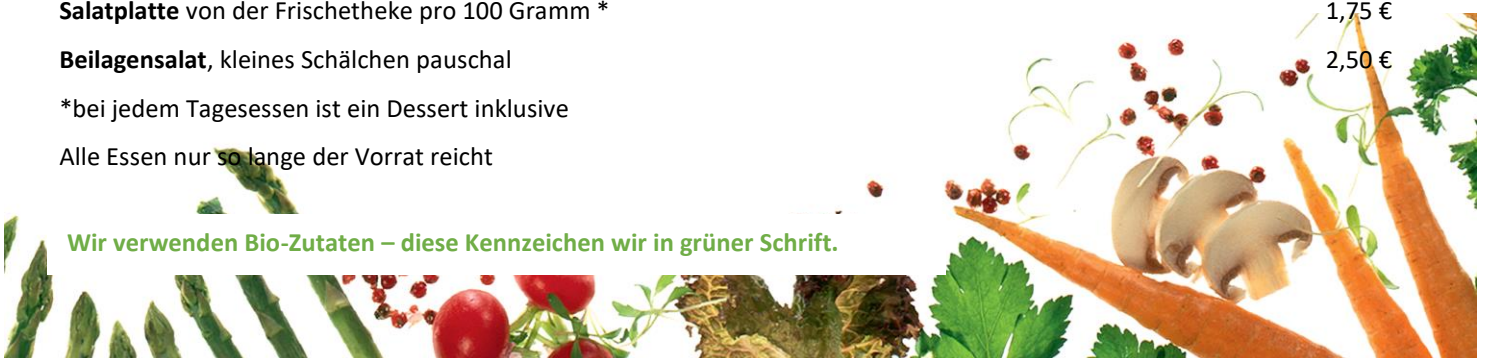 Salatplatte von der Frischetheke pro 100 Gramm * 1,75 €
Beilagensalat, kleines Schälchen pauschal 2,50 €
*bei jedem Tagesessen ist ein Dessert inklusive
Alle Essen nur so lange der Vorrat reicht
Wir verwenden Bio-Zutaten – diese Kennzeichen wir in grüner Schrift.